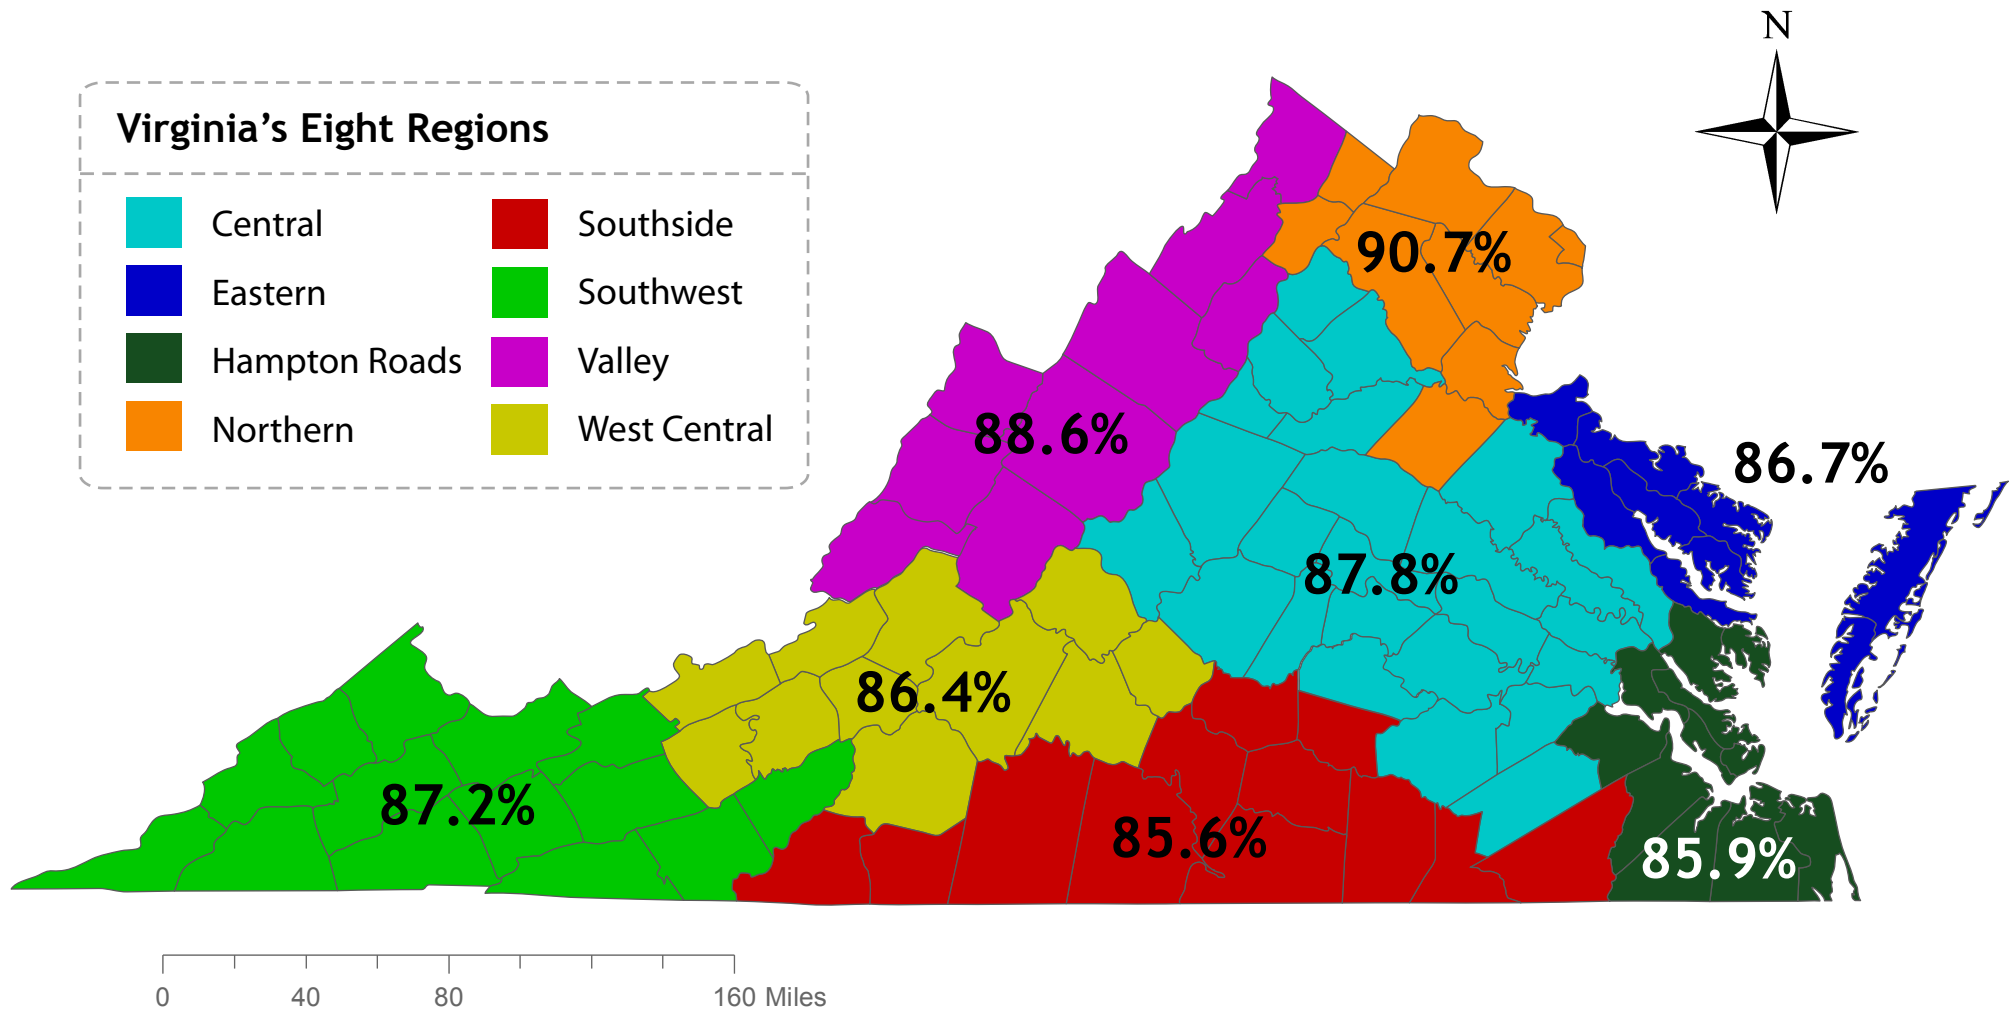 N
Virginia’s Eight Regions
Central
Southside
Eastern
Southwest
Hampton Roads
Valley
Northern
West Central
90.7%
88.6%
86.7%
87.8%
86.4%
87.2%
85.6%
85.9%
0 40 80 160 Miles